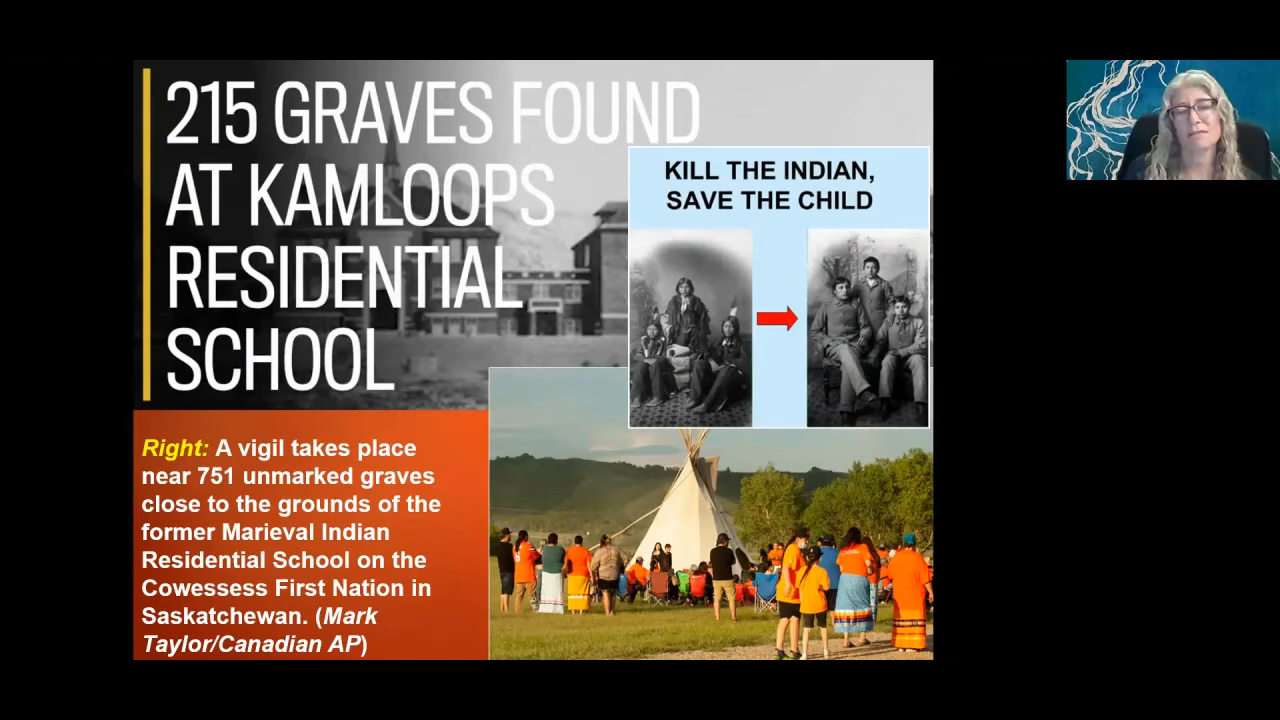 215 GRAVES FOUND
AT KAMLOOPS
RESIDENTIAL
SCHOOL
KILL THE INDIAN,
SAVE THE CHILD
Right: A vigil takes place
near 751 unmarked graves
close to the grounds of the
former Marieval Indian
Residential School on the
Cowessess First Nation in
Saskatchewan. (Mark
Taylor/Canadian AP)